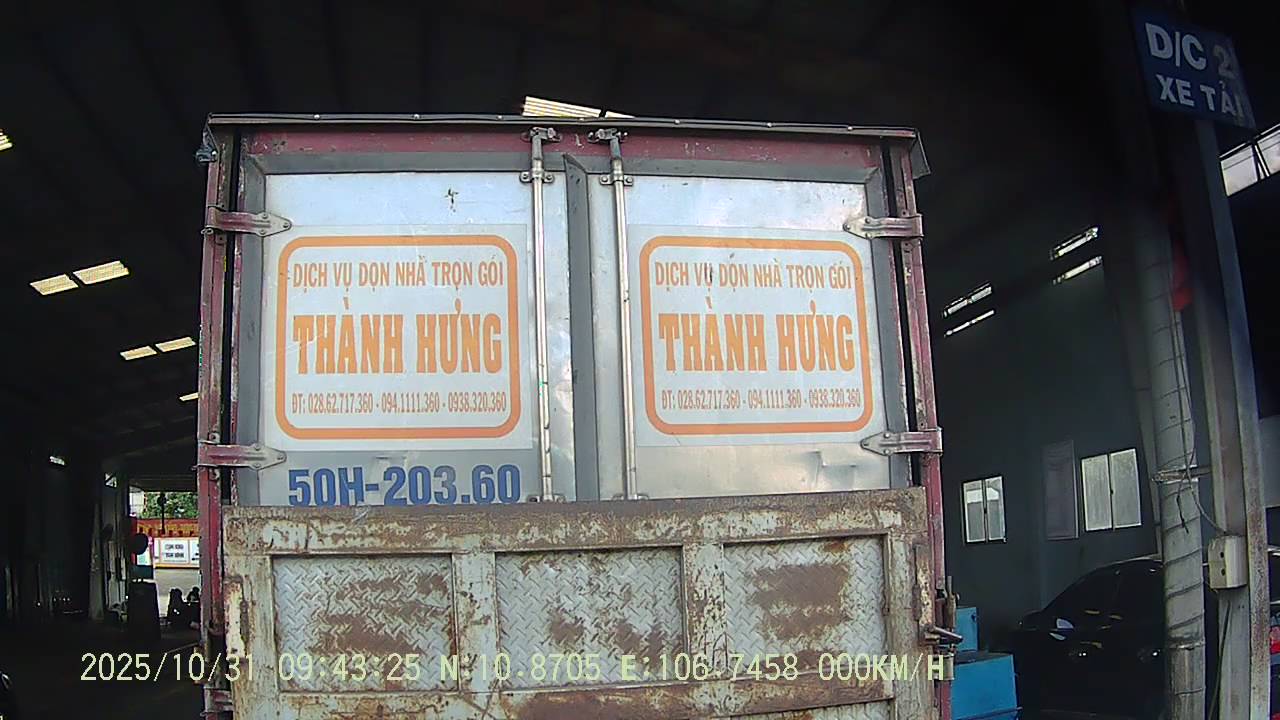 D/C 2
XE TẢI
DỊCH VỤ DỌN NHÀ TRỌN GÓI
THÀNH HƯNG
ĐT: 028.62.717.360 - 094.1111.360 - 0938.320.360
DỊCH VỤ DỌN NHÀ TRỌN GÓI
THÀNH HƯNG
ĐT: 028.62.717.360 - 094.1111.360 - 0938.320.360
50H-203.60
2025/10/31 09:43:25 N:10.8705 E:106.7458 000KM/H